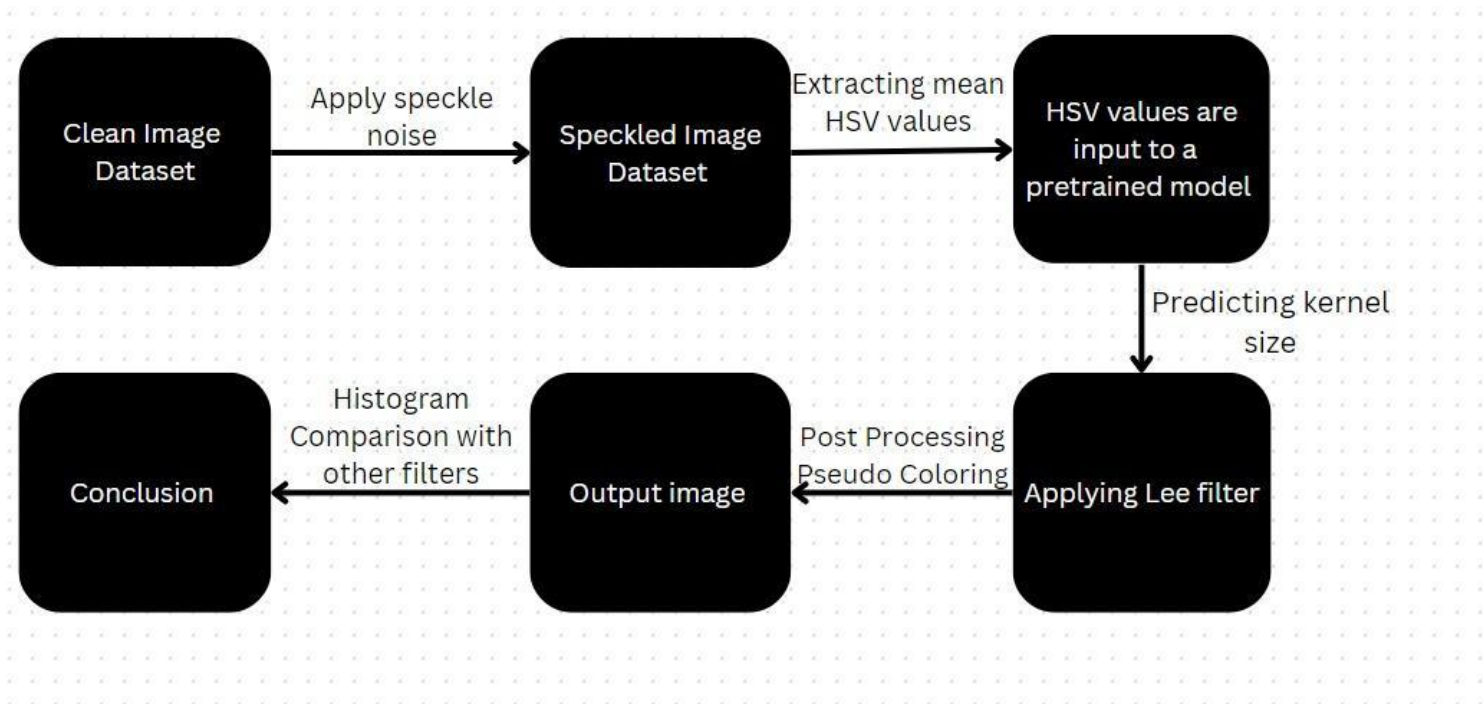 Clean Image
Dataset
Apply speckle
noise
Speckled Image
Dataset
Extracting mean
HSV values
HSV values are
input to a
pretrained model
Predicting kernel
size
Applying Lee filter
Post Processing
Pseudo Coloring
Output image
Histogram
Comparison with
other filters
Conclusion